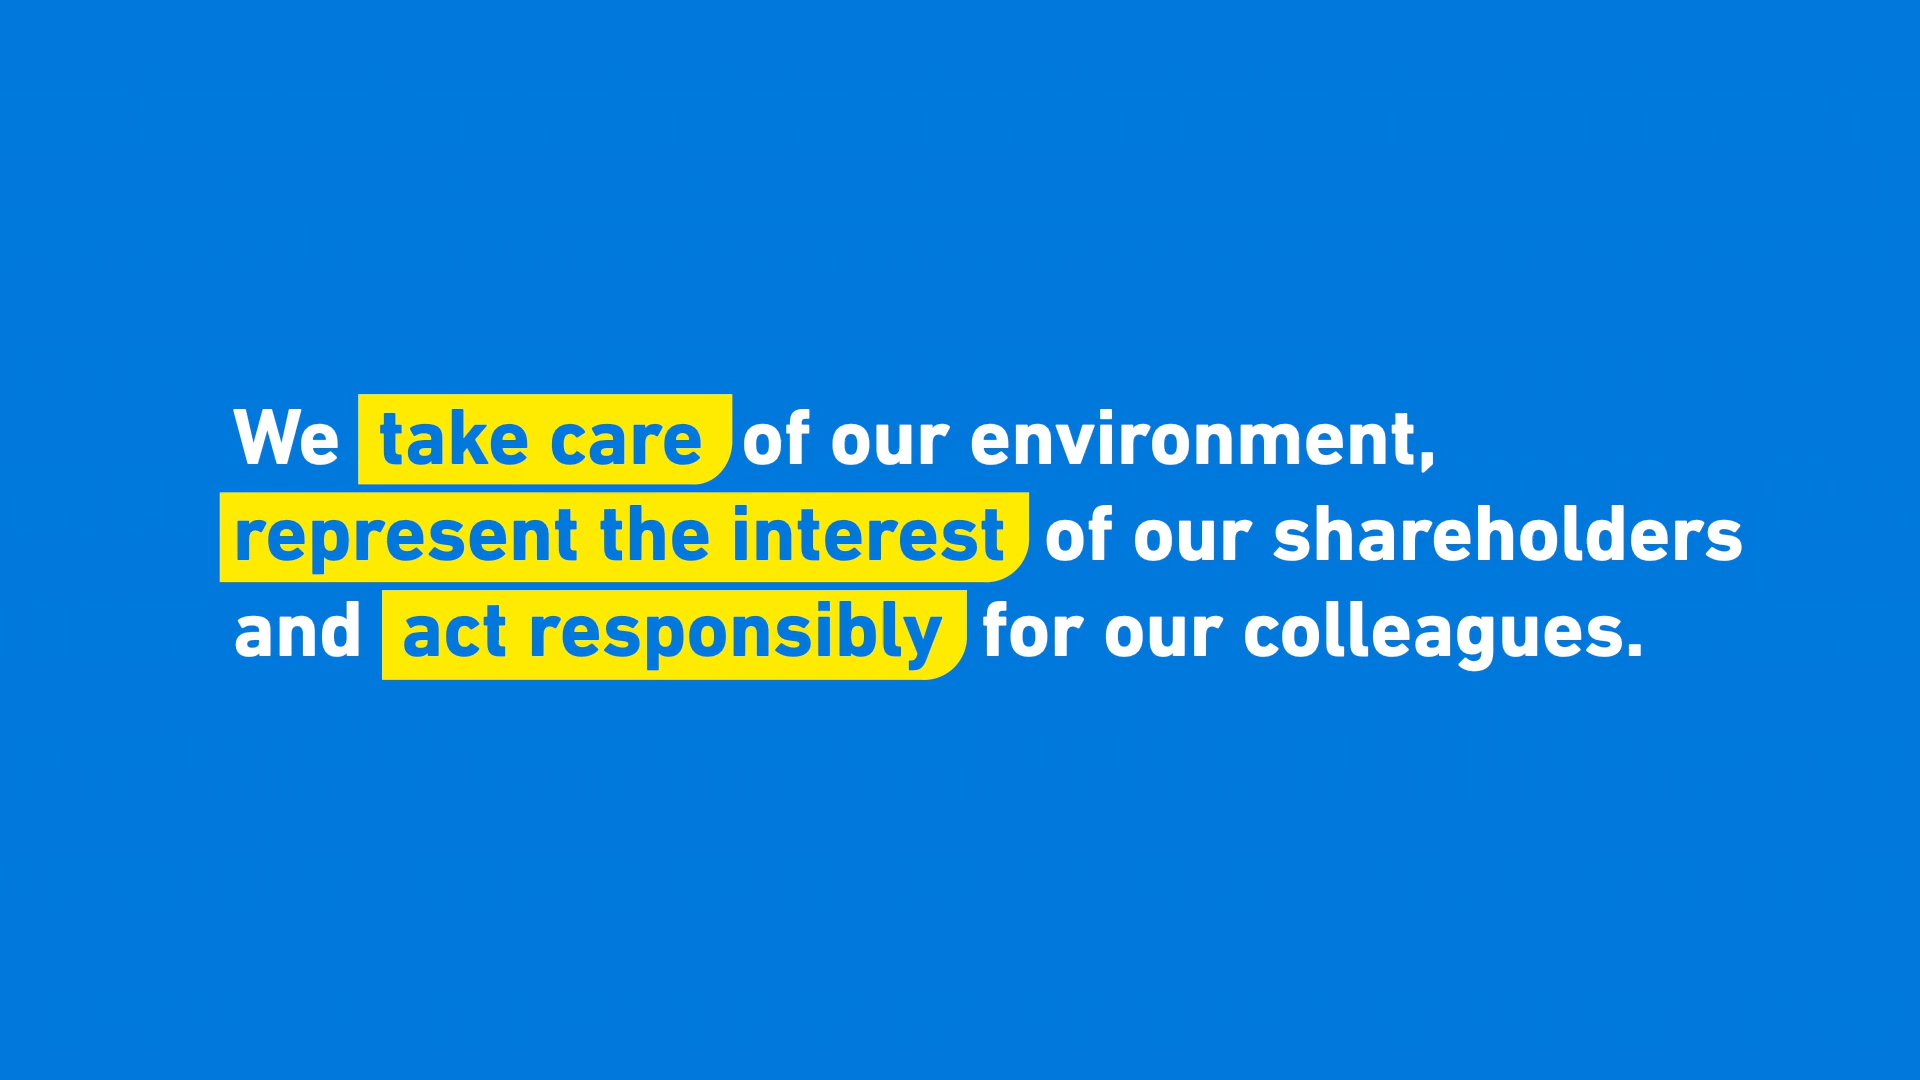 We take care of our environment,
represent the interest of our shareholders
and act responsibly for our colleagues.